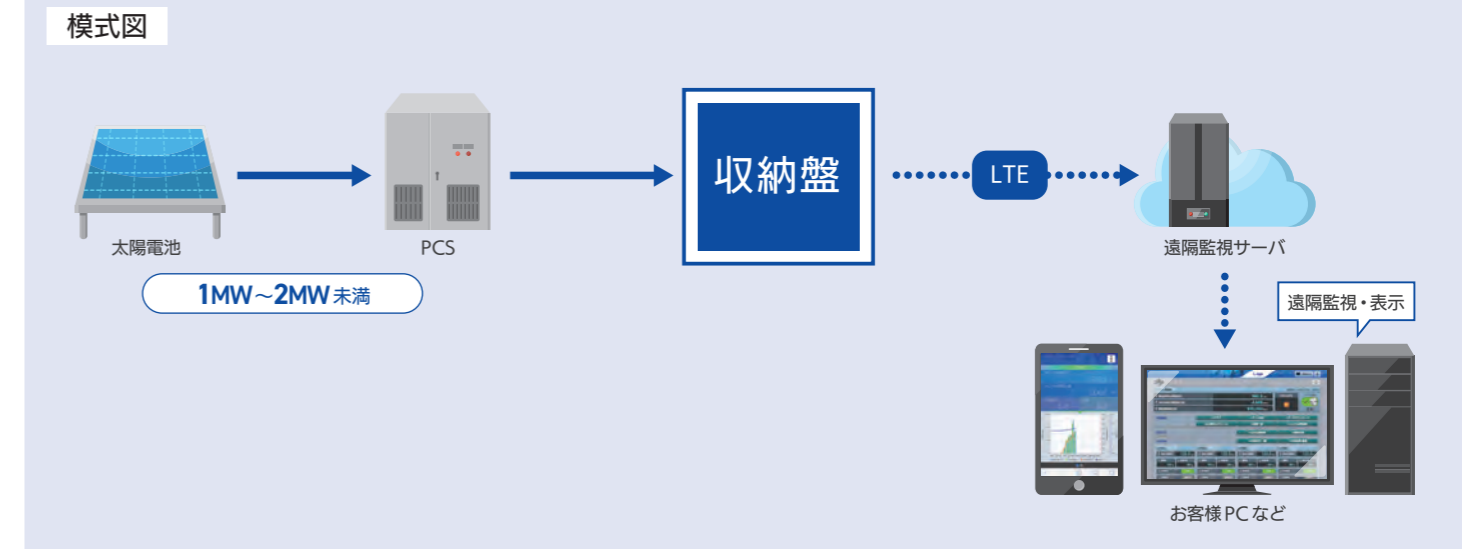 模式図
収納盤
LTE
太陽電池
PCS
遠隔監視サーバ
1MW～2MW未満
遠隔監視・表示
お客様PCなど